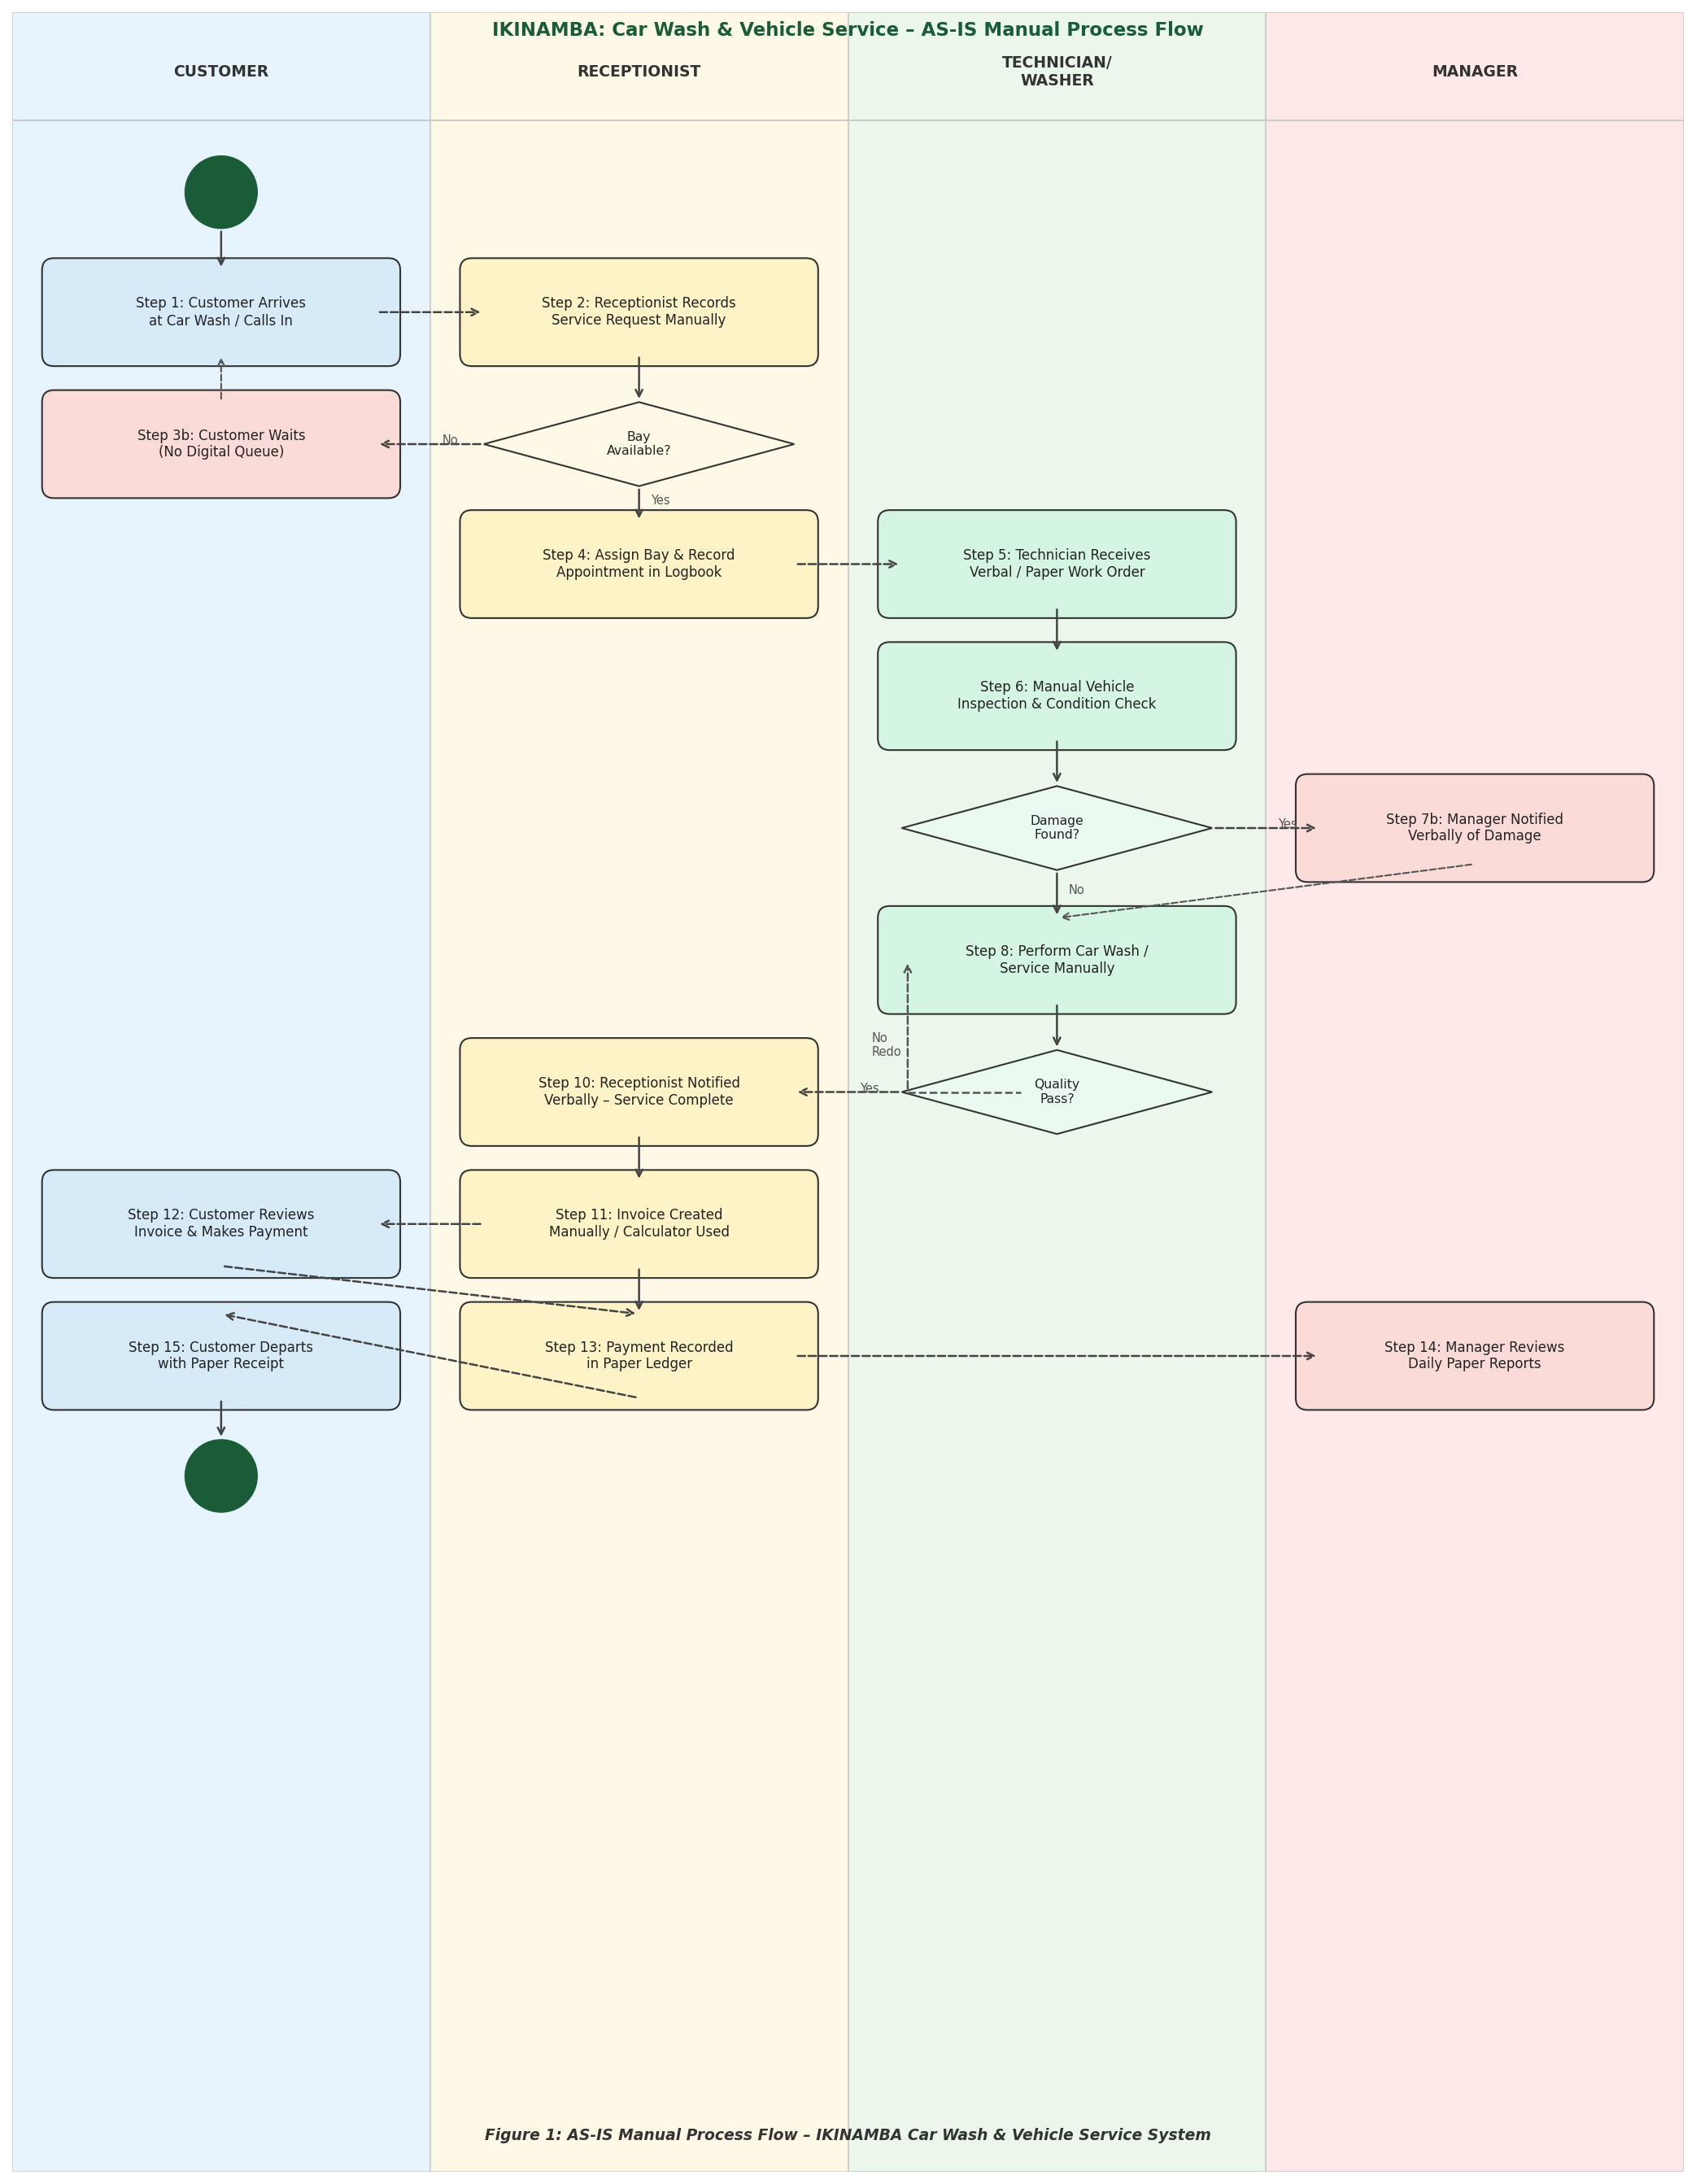 IKINAMBA: Car Wash & Vehicle Service – AS-IS Manual Process Flow
CUSTOMER
RECEPTIONIST
TECHNICIAN/
WASHER
MANAGER
Step 1: Customer Arrives
at Car Wash / Calls In
Step 2: Receptionist Records
Service Request Manually
Step 3b: Customer Waits
(No Digital Queue)
No
Bay
Available?
Yes
Step 4: Assign Bay & Record
Appointment in Logbook
Step 5: Technician Receives
Verbal / Paper Work Order
Step 6: Manual Vehicle
Inspection & Condition Check
Damage
Found?
Yes
Step 7b: Manager Notified
Verbally of Damage
No
Step 8: Perform Car Wash /
Service Manually
No
Redo
Step 10: Receptionist Notified
Verbally – Service Complete
Yes
Quality
Pass?
Step 12: Customer Reviews
Invoice & Makes Payment
Step 11: Invoice Created
Manually / Calculator Used
Step 15: Customer Departs
with Paper Receipt
Step 13: Payment Recorded
in Paper Ledger
Step 14: Manager Reviews
Daily Paper Reports
Figure 1: AS-IS Manual Process Flow – IKINAMBA Car Wash & Vehicle Service System